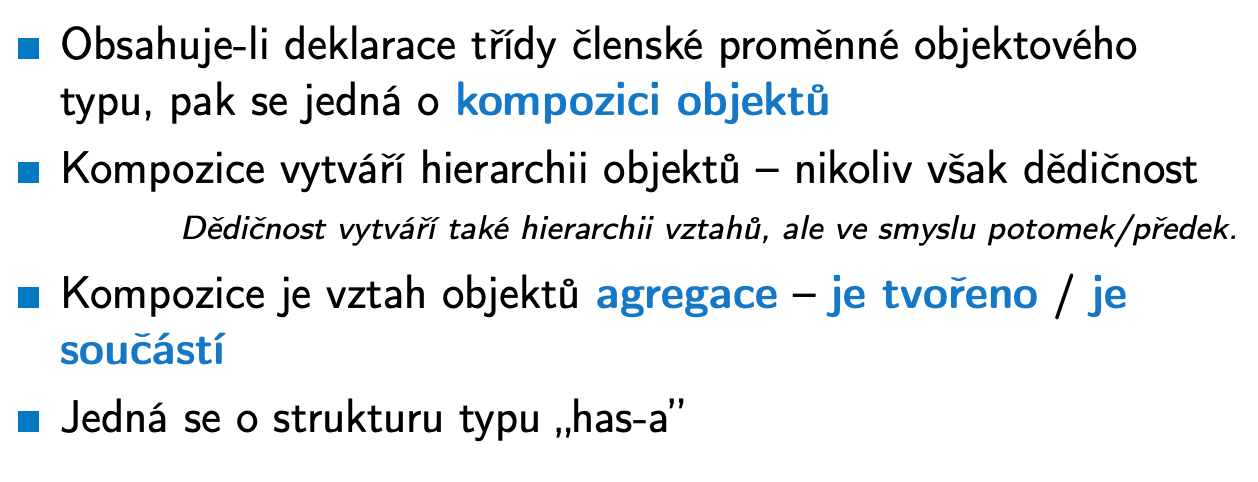 Obsahuje-li deklarace třídy členské proměnné objektového
typu, pak se jedná o kompozici objektů
Kompozice vytváří hierarchii objektů – nikoliv však dědičnost
Dědičnost vytváří také hierarchii vztahů, ale ve smyslu potomek/předek.
Kompozice je vztah objektů agregace – je tvořeno / je
součástí
Jedná se o strukturu typu „has-a”